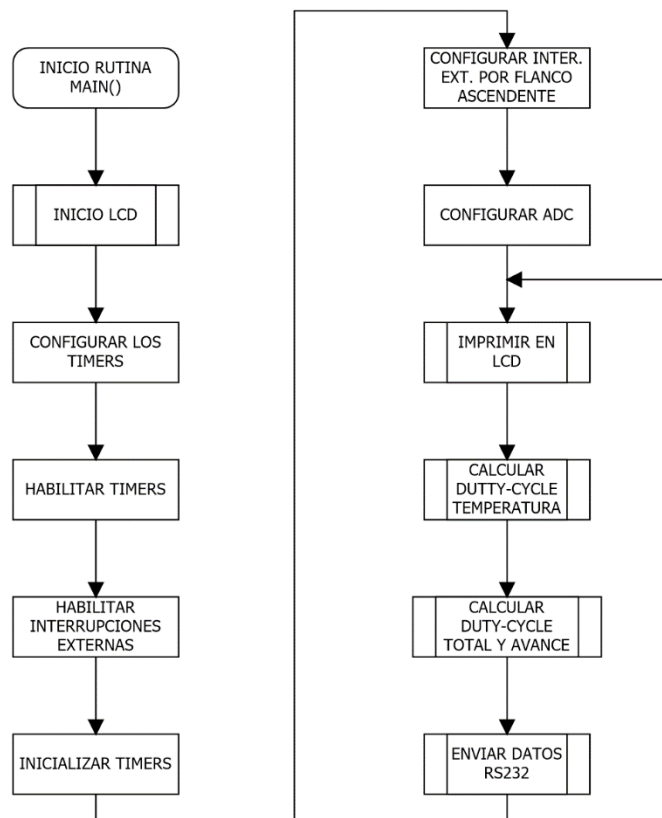 INICIO RUTINA
MAIN()
INICIO LCD
CONFIGURAR LOS
TIMERS
HABILITAR TIMERS
HABILITAR
INTERRUPCIONES
EXTERNAS
INICIALIZAR TIMERS
CONFIGURAR INTER.
EXT. POR FLANCO
ASCENDENTE
CONFIGURAR ADC
IMPRIMIR EN
LCD
CALCULAR
DUTTY-CYCLE
TEMPERATURA
CALCULAR
DUTY-CYCLE
TOTAL Y AVANCE
ENVIAR DATOS
RS232